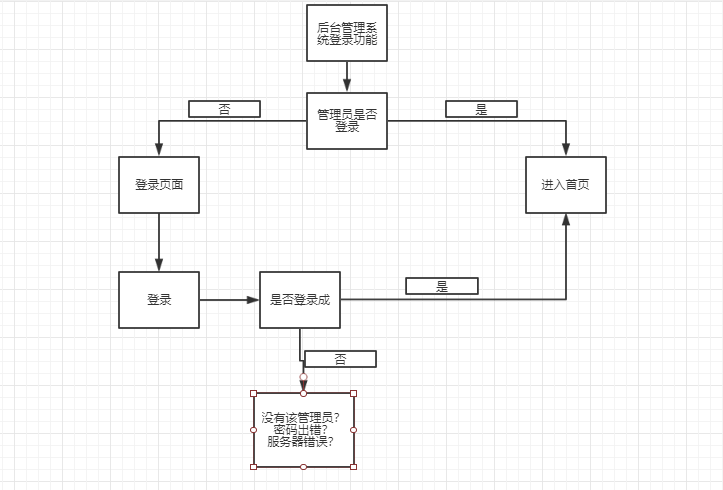 后台管理系
统登录功能
管理员是否
登录
否
是
登录页面
进入首页
登录
是否登录成
是
否
没有该管理员？
密码出错？
服务器错误？